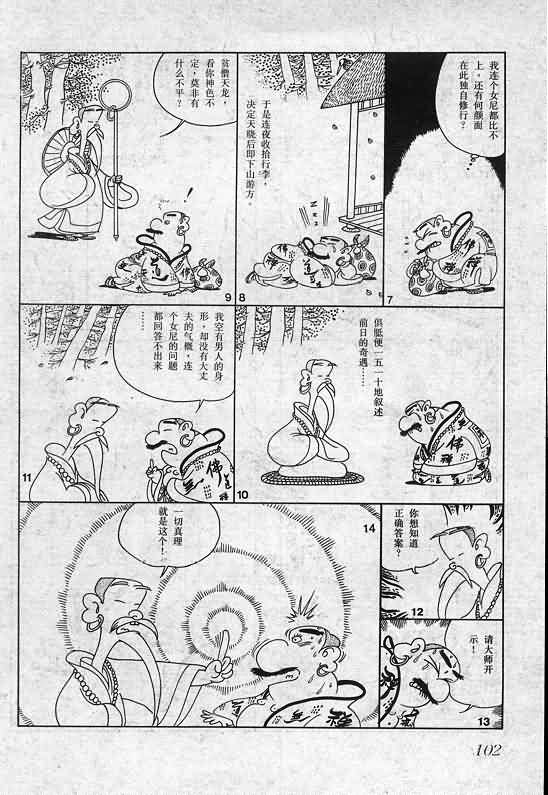 我连个女尼都比不
上，还有何颜面
在此独自修行？
7
于是连夜收拾行李，
决定天晓后即下山游方。
ZZZ
8
贫僧天龙，
看你神色不
定，莫非有
什么不平？
！
9
俱胝便一五一十地叙述
前日的奇遇……
10
我空有男人的身
形，却没有大丈
夫的气概，连
个女尼的问题
都回答不出来
……
11
你想知道
正确答案？
12
请大师开
示！
13
一切真理
就是这个！
14
佛
禅
道
102